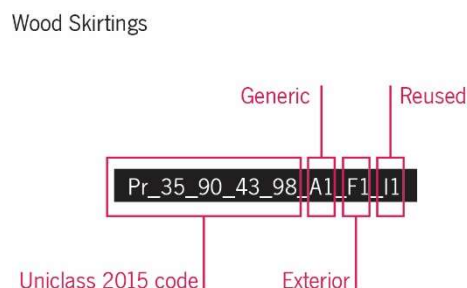 Wood Skirtings
Generic
Reused
Pr_35_90_43_98_A1_F1_I1
Uniclass 2015 code
Exterior